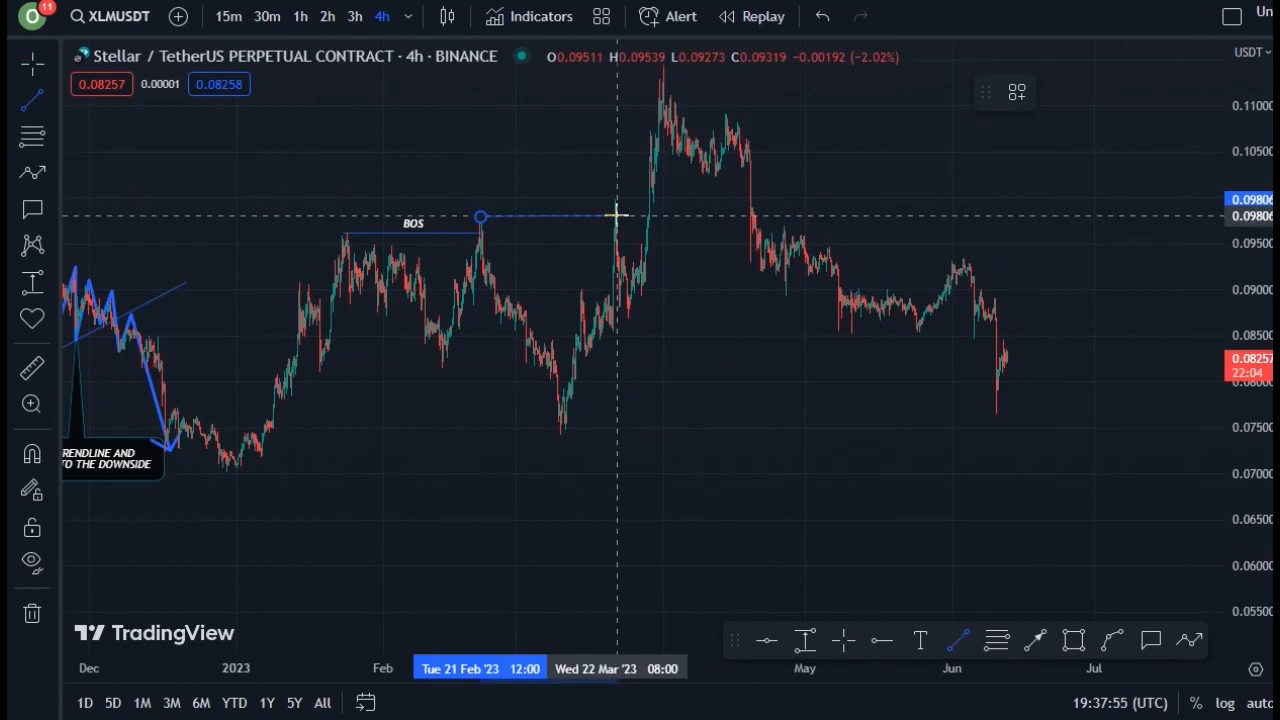 O 11 XLMUSDT 15m 30m 1h 2h 3h 4h Indicators Alert Replay Un
Stellar / TetherUS PERPETUAL CONTRACT · 4h · BINANCE O0.09511 H0.09539 L0.09273 C0.09319 −0.00192 (−2.02%) USDT
0.08257 0.00001 0.08258
0.11000
0.10500
0.09806
0.09806
BOS
0.09500
0.09000
0.08500
0.08257
22:04
0.08000
0.07500
RENDLINE AND
TO THE DOWNSIDE
0.07000
0.06500
0.06000
0.05500
TradingView
T
Dec 2023 Feb Tue 21 Feb '23 12:00 Wed 22 Mar '23 08:00 May Jun Jul
1D 5D 1M 3M 6M YTD 1Y 5Y All 19:37:55 (UTC) % log auto